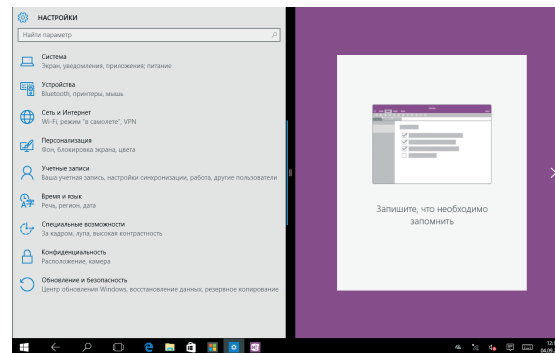 НАСТРОЙКИ
Найти параметр
Система
Экран, уведомления, приложения; питание
Устройства
Bluetooth, принтеры, мышь
Сеть и Интернет
Wi-Fi, режим "в самолете", VPN
Персонализация
Фон, блокировка экрана, цвета
Учетные записи
Ваша учетная запись, настройки синхронизации, работа, другие пользователи
Время и язык
Речь, регион, дата
Специальные возможности
За кадром, лупа, высокая контрастность
Конфиденциальность
Расположение, камера
Обновление и безопасность
Центр обновления Windows, восстановление данных, резервное копирование
Запишите, что необходимо
запомнить